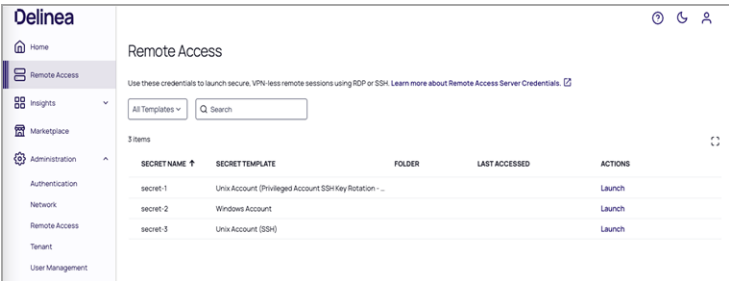 Delinea
Home
Remote Access
Insights
Marketplace
Administration
Authentication
Network
Remote Access
Tenant
User Management
Remote Access
Use these credentials to launch secure, VPN-less remote sessions using RDP or SSH. Learn more about Remote Access Server Credentials.
All Templates
Search
3 items
SECRET NAME SECRET TEMPLATE FOLDER LAST ACCESSED ACTIONS
secret-1 Unix Account (Privileged Account SSH Key Rotation - ... Launch
secret-2 Windows Account Launch
secret-3 Unix Account (SSH) Launch